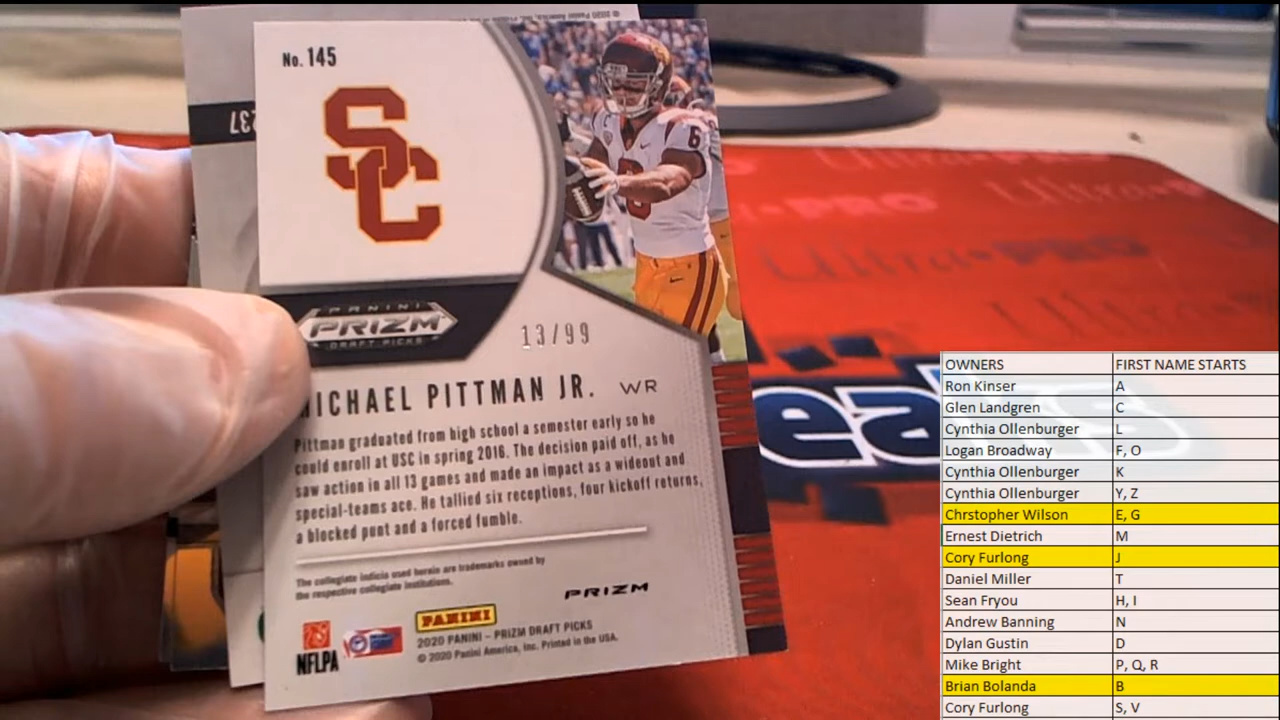 No. 145
SC
6
237
PANINI
PRIZM
DRAFT PICKS
13/99
MICHAEL PITTMAN JR. WR
Pittman graduated from high school a semester early so he
could enroll at USC in spring 2016. The decision paid off, as he
saw action in all 13 games and made an impact as a wideout and
special-teams ace. He tallied six receptions, four kickoff returns,
a blocked punt and a forced fumble.
The collegiate indicia used herein are trademarks owned by
the respective collegiate institutions.
PRIZM
PANINI
NFLPA
2020 PANINI – PRIZM DRAFT PICKS
© 2020 Panini America, Inc. Printed in the USA.
Ultra•PRO
OWNERS FIRST NAME STARTS
Ron Kinser A
Glen Landgren C
Cynthia Ollenburger L
Logan Broadway F, O
Cynthia Ollenburger K
Cynthia Ollenburger Y, Z
Chrstopher Wilson E, G
Ernest Dietrich M
Cory Furlong J
Daniel Miller T
Sean Fryou H, I
Andrew Banning N
Dylan Gustin D
Mike Bright P, Q, R
Brian Bolanda B
Cory Furlong S, V